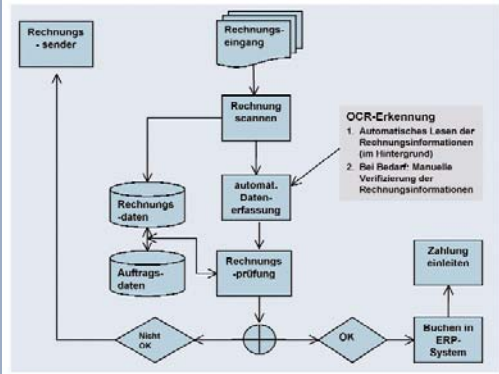 Rechnungs
- sender
Rechnungs-
eingang
Rechnung
scannen
OCR-Erkennung
1. Automatisches Lesen der
Rechnungsinformationen
(im Hintergrund)
2. Bei Bedarf: Manuelle
Verifizierung der
Rechnungsinformationen
automat.
Daten-
erfassung
Rechnungs
-daten
Auftrags-
daten
Rechnungs
-prüfung
Zahlung
einleiten
Nicht
OK
OK
Buchen in
ERP-
System